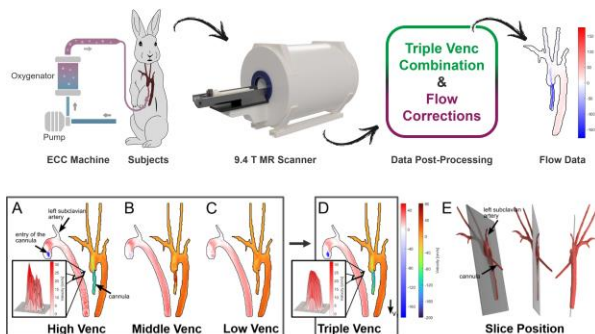 Oxygenator
Pump
ECC Machine
Subjects
9.4 T MR Scanner
Triple Venc
Combination
&
Flow
Corrections
Data Post-Processing
Flow Data
A
left subclavian
artery
entry of the
cannula
cannula
High Venc
B
Middle Venc
C
Low Venc
D
Triple Venc
E
left subclavian
artery
cannula
Slice Position